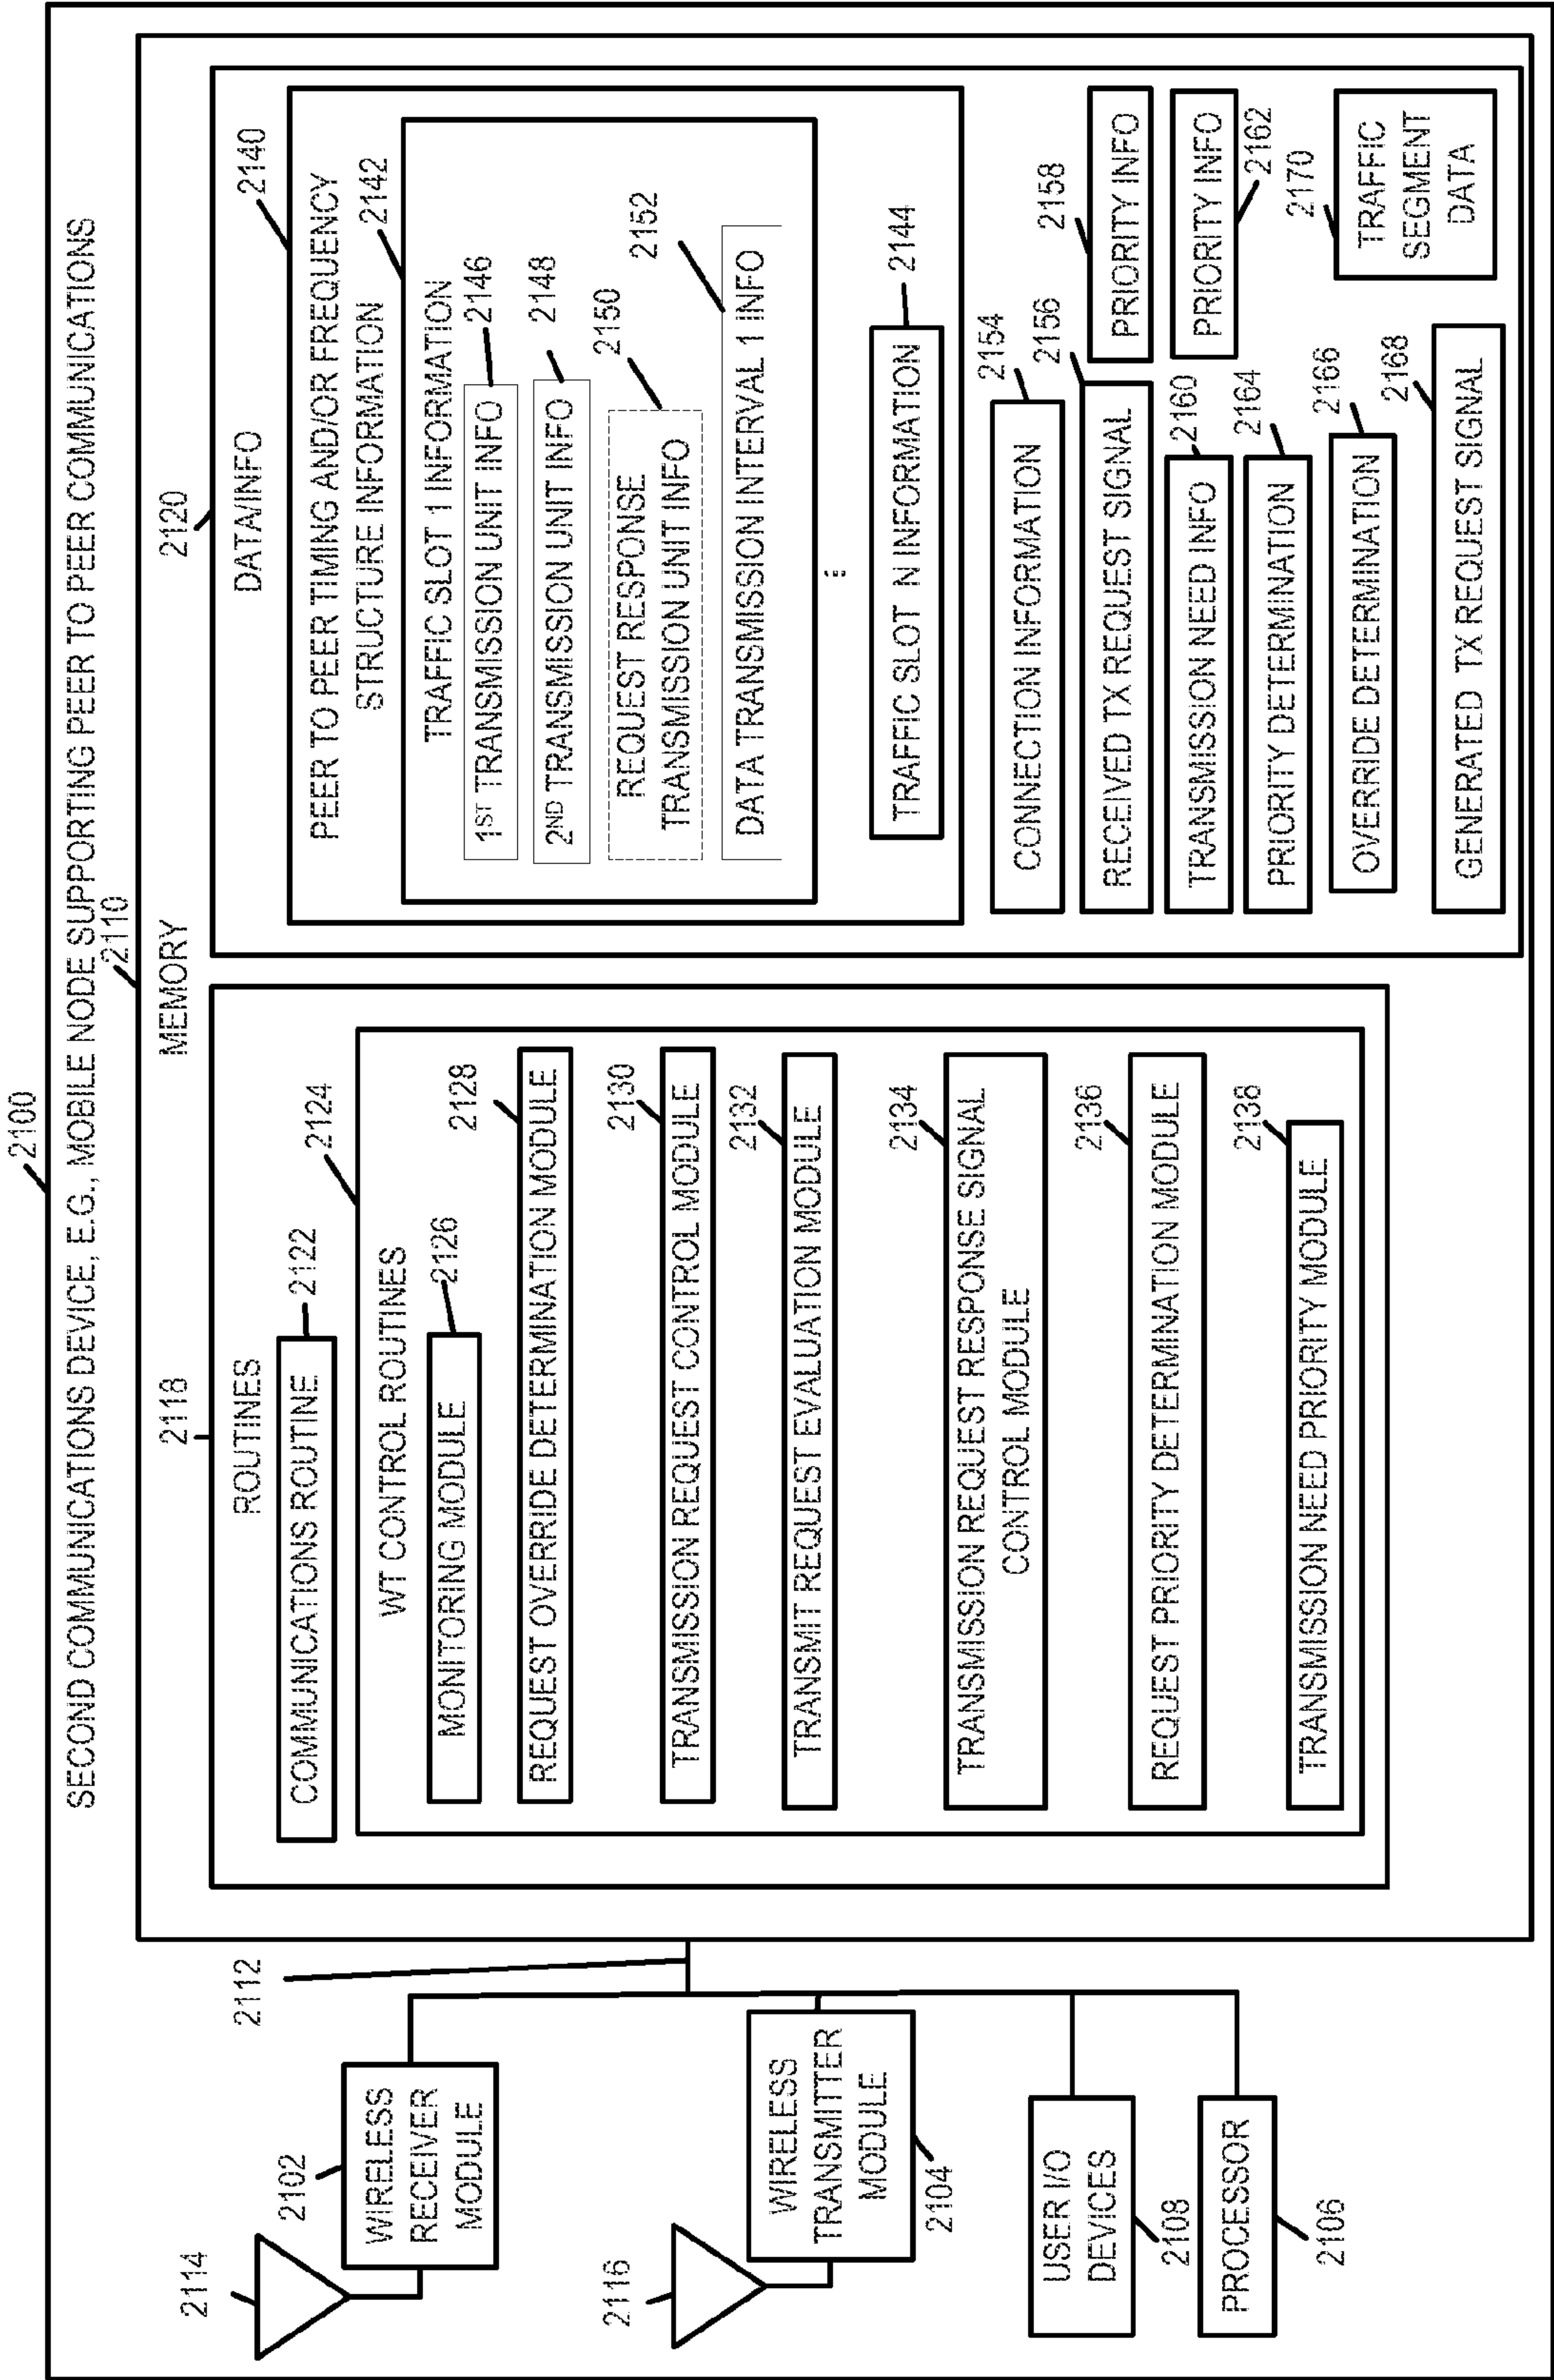 2100
SECOND COMMUNICATIONS DEVICE, E.G., MOBILE NODE SUPPORTING PEER TO PEER COMMUNICATIONS
2110
MEMORY
2114
2102
WIRELESS
RECEIVER
MODULE
2116
WIRELESS
TRANSMITTER
MODULE
2104
USER I/O
DEVICES
2108
PROCESSOR
2106
2112
2118
ROUTINES
COMMUNICATIONS ROUTINE
2122
2124
WT CONTROL ROUTINES
MONITORING MODULE
2126
2128
REQUEST OVERRIDE DETERMINATION MODULE
2130
TRANSMISSION REQUEST CONTROL MODULE
2132
TRANSMIT REQUEST EVALUATION MODULE
2134
TRANSMISSION REQUEST RESPONSE SIGNAL
CONTROL MODULE
2136
REQUEST PRIORITY DETERMINATION MODULE
2138
TRANSMISSION NEED PRIORITY MODULE
2120
DATA/INFO
2140
PEER TO PEER TIMING AND/OR FREQUENCY
STRUCTURE INFORMATION
2142
TRAFFIC SLOT 1 INFORMATION
1ST TRANSMISSION UNIT INFO
2146
2ND TRANSMISSION UNIT INFO
2148
REQUEST RESPONSE
TRANSMISSION UNIT INFO
2150
DATA TRANSMISSION INTERVAL 1 INFO
2152
TRAFFIC SLOT N INFORMATION
2144
CONNECTION INFORMATION
2154
RECEIVED TX REQUEST SIGNAL
2156
PRIORITY INFO
2158
TRANSMISSION NEED INFO
2160
PRIORITY INFO
2162
PRIORITY DETERMINATION
2164
OVERRIDE DETERMINATION
2166
GENERATED TX REQUEST SIGNAL
2168
TRAFFIC
SEGMENT
DATA
2170